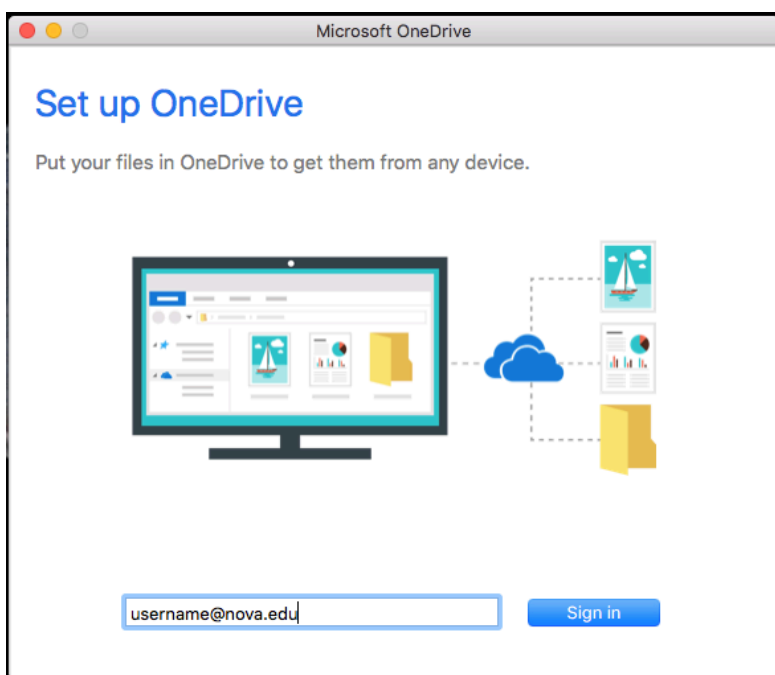 Microsoft OneDrive
Set up OneDrive
Put your files in OneDrive to get them from any device.
username@nova.edu
Sign in